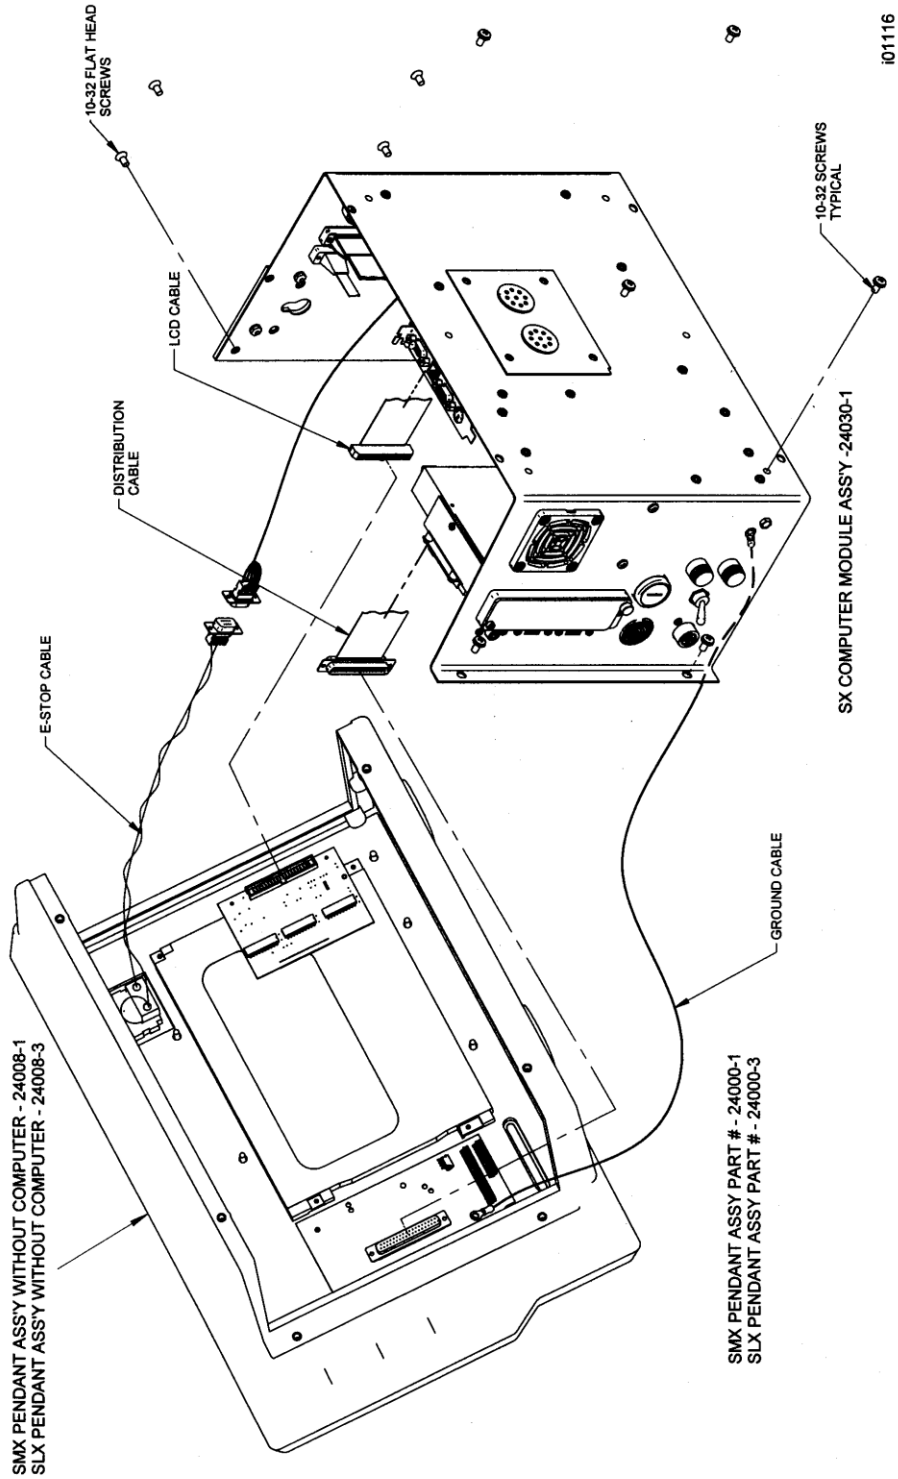 SMX PENDANT ASS'Y WITHOUT COMPUTER - 24008-1
SLX PENDANT ASS'Y WITHOUT COMPUTER - 24008-3
E-STOP CABLE
DISTRIBUTION
CABLE
LCD CABLE
10-32 FLAT HEAD
SCREWS
SMX PENDANT ASSY PART # - 24000-1
SLX PENDANT ASSY PART # - 24000-3
GROUND CABLE
SX COMPUTER MODULE ASS'Y -24030-1
10-32 SCREWS
TYPICAL
i01116